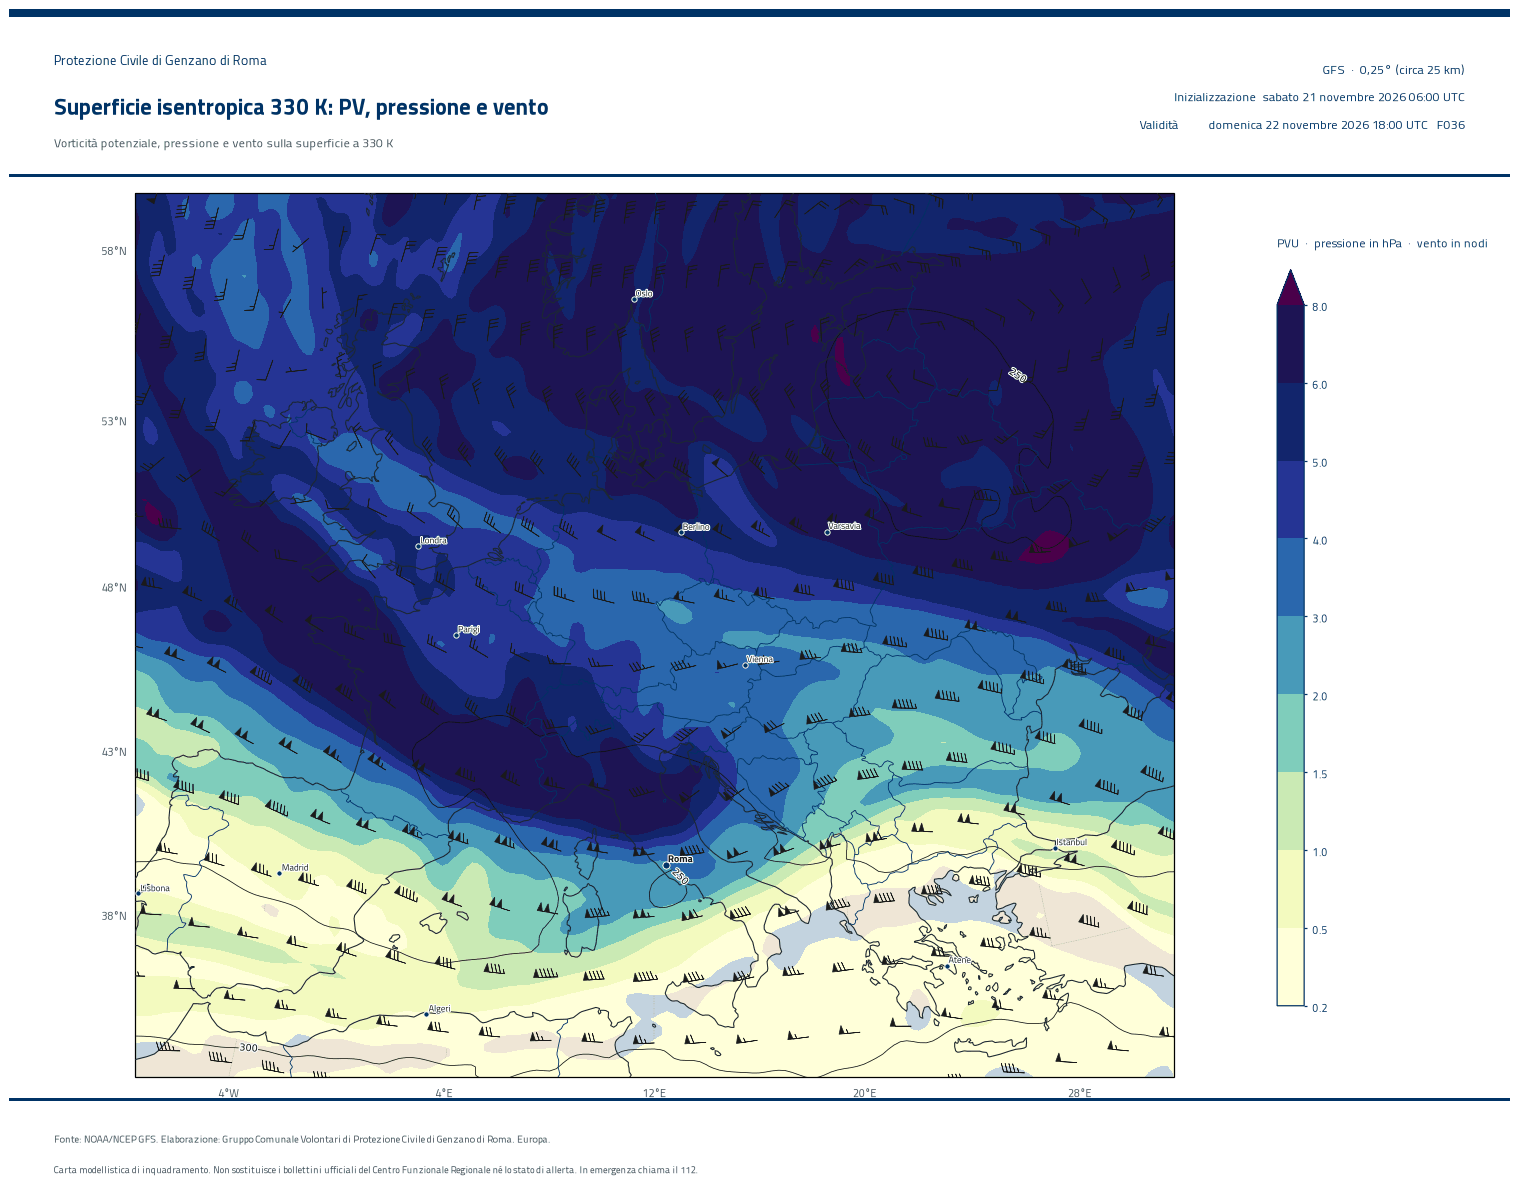 Protezione Civile di Genzano di Roma
Superficie isentropica 330 K: PV, pressione e vento
Vorticità potenziale, pressione e vento sulla superficie a 330 K
GFS · 0,25° (circa 25 km)
Inizializzazione sabato 21 novembre 2026 06:00 UTC
Validità domenica 22 novembre 2026 18:00 UTC F036
PVU · pressione in hPa · vento in nodi
8.0
6.0
5.0
4.0
3.0
2.0
1.5
1.0
0.5
0.2
58°N
53°N
48°N
43°N
38°N
Oslo
250
Berlino
Varsavia
Londra
Parigi
Vienna
Istanbul
Roma
250
Madrid
Lisbona
Atene
Algeri
300
4°W
4°E
12°E
20°E
28°E
Fonte: NOAA/NCEP GFS. Elaborazione: Gruppo Comunale Volontari di Protezione Civile di Genzano di Roma. Europa.
Carta modellistica di inquadramento. Non sostituisce i bollettini ufficiali del Centro Funzionale Regionale né lo stato di allerta. In emergenza chiama il 112.